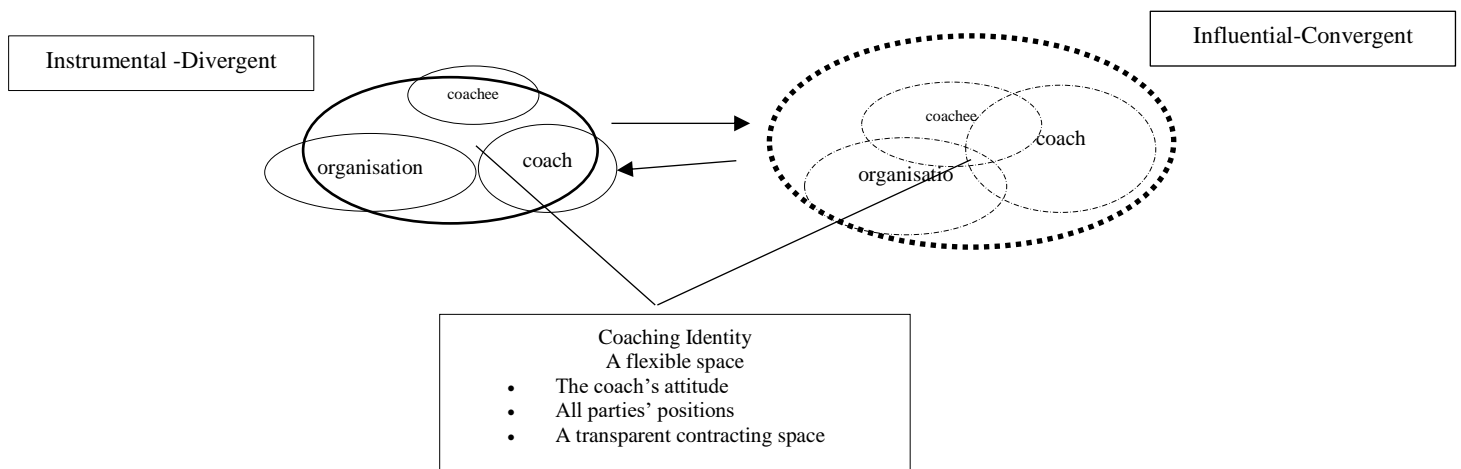 Instrumental -Divergent
Influential-Convergent
coachee
organisation
coach
coachee
coach
organisatio
Coaching Identity
A flexible space
• The coach’s attitude
• All parties’ positions
• A transparent contracting space